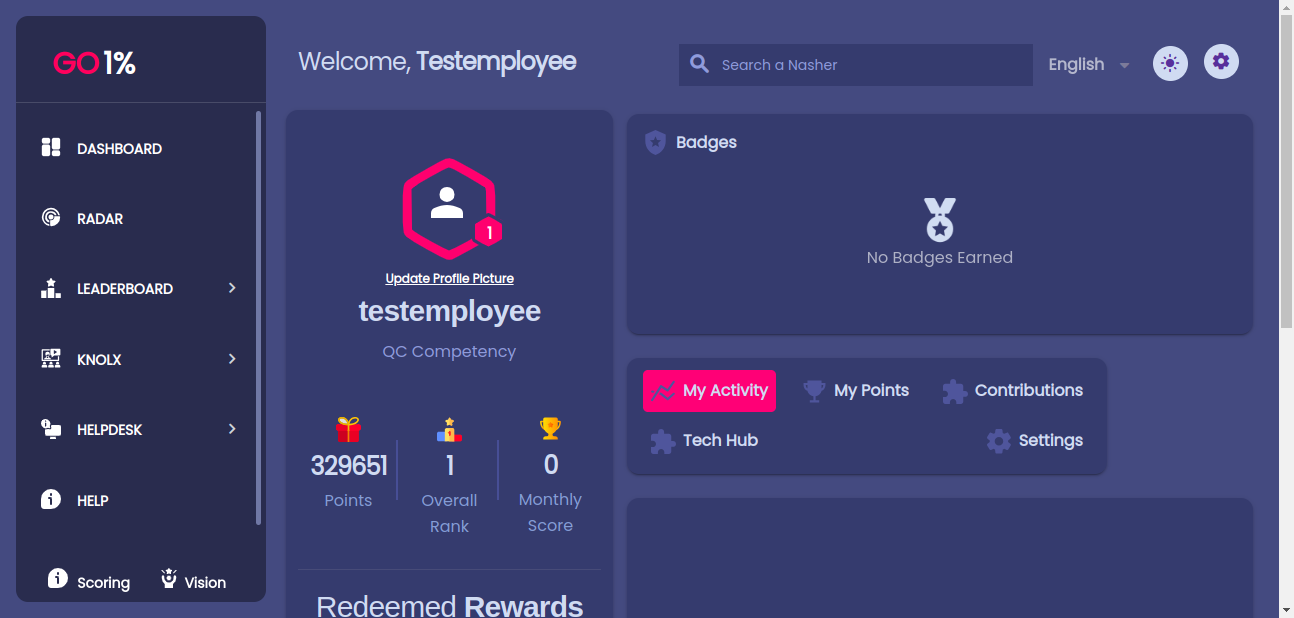 GO1%
DASHBOARD
RADAR
LEADERBOARD
KNOLX
HELPDESK
HELP
Scoring
Vision
Welcome, Testemployee
Search a Nasher
English
1
Update Profile Picture
testemployee
QC Competency
329651
Points
1
Overall
Rank
0
Monthly
Score
Redeemed Rewards
Badges
No Badges Earned
My Activity
My Points
Contributions
Tech Hub
Settings